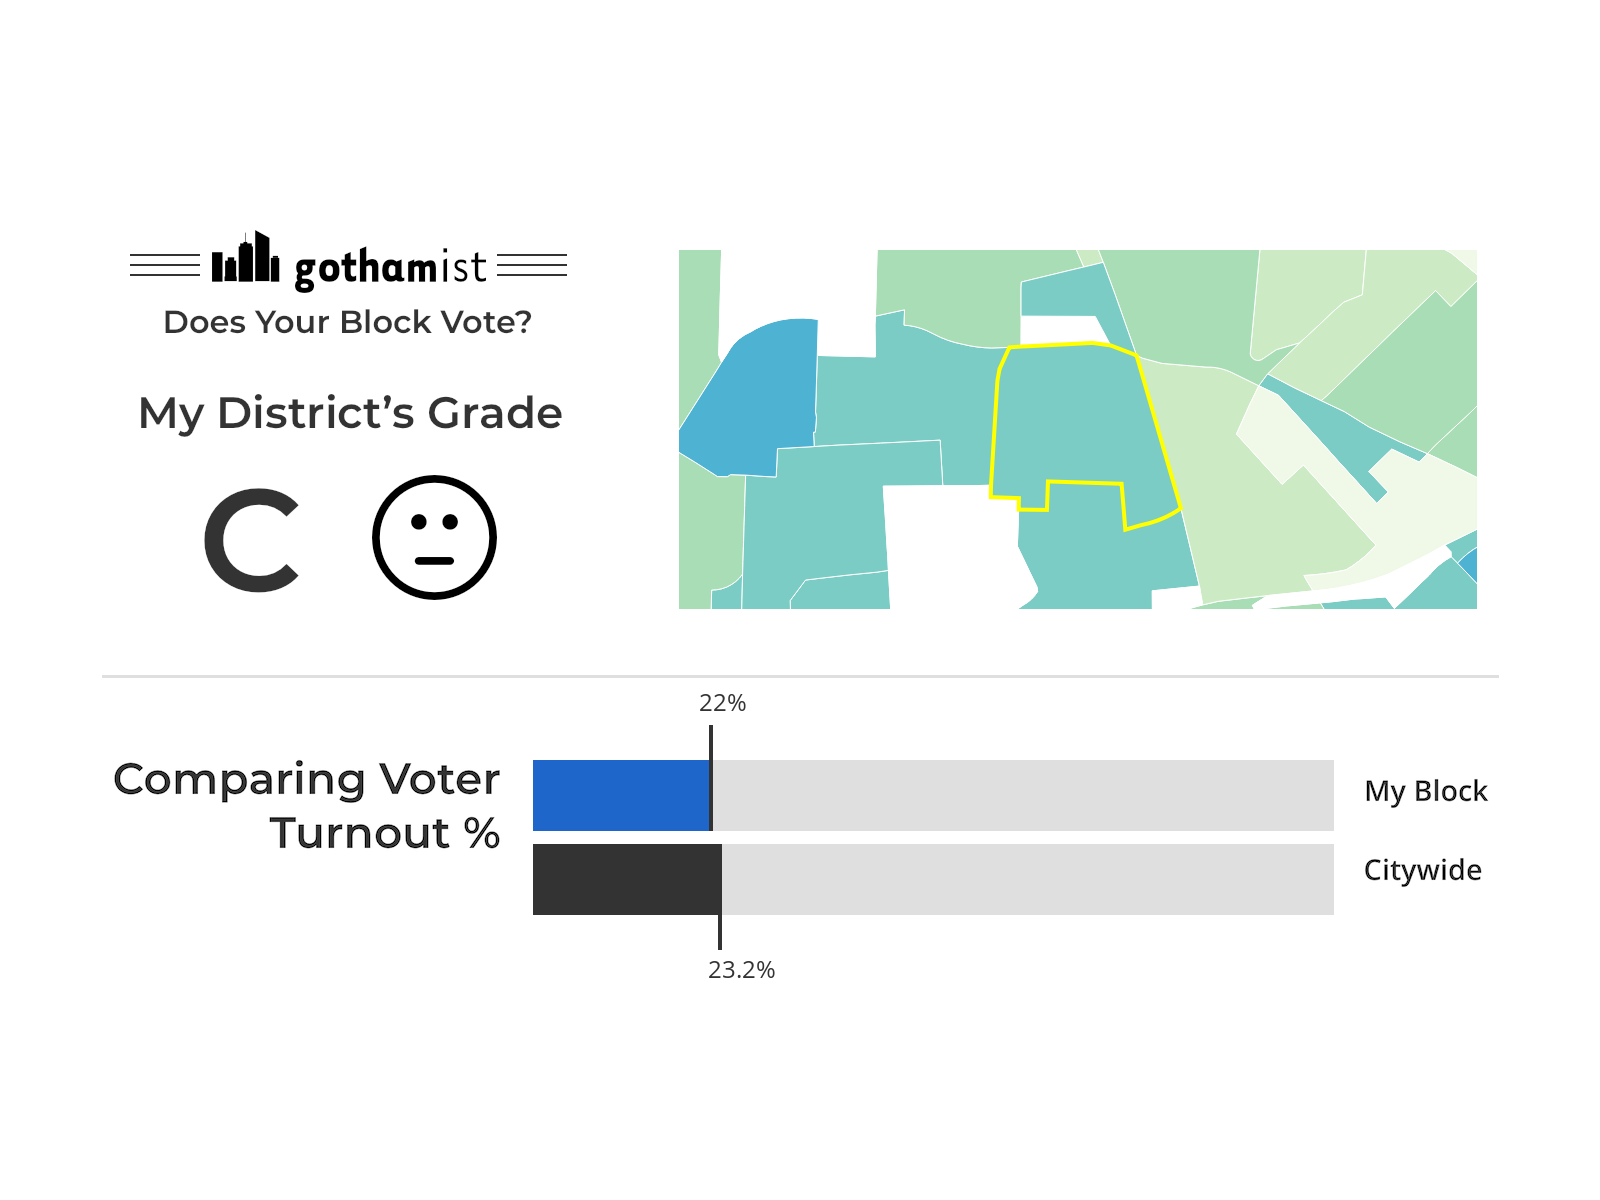 gothamist
Does Your Block Vote?
My District’s Grade
C
22%
Comparing Voter
Turnout %
My Block
Citywide
23.2%